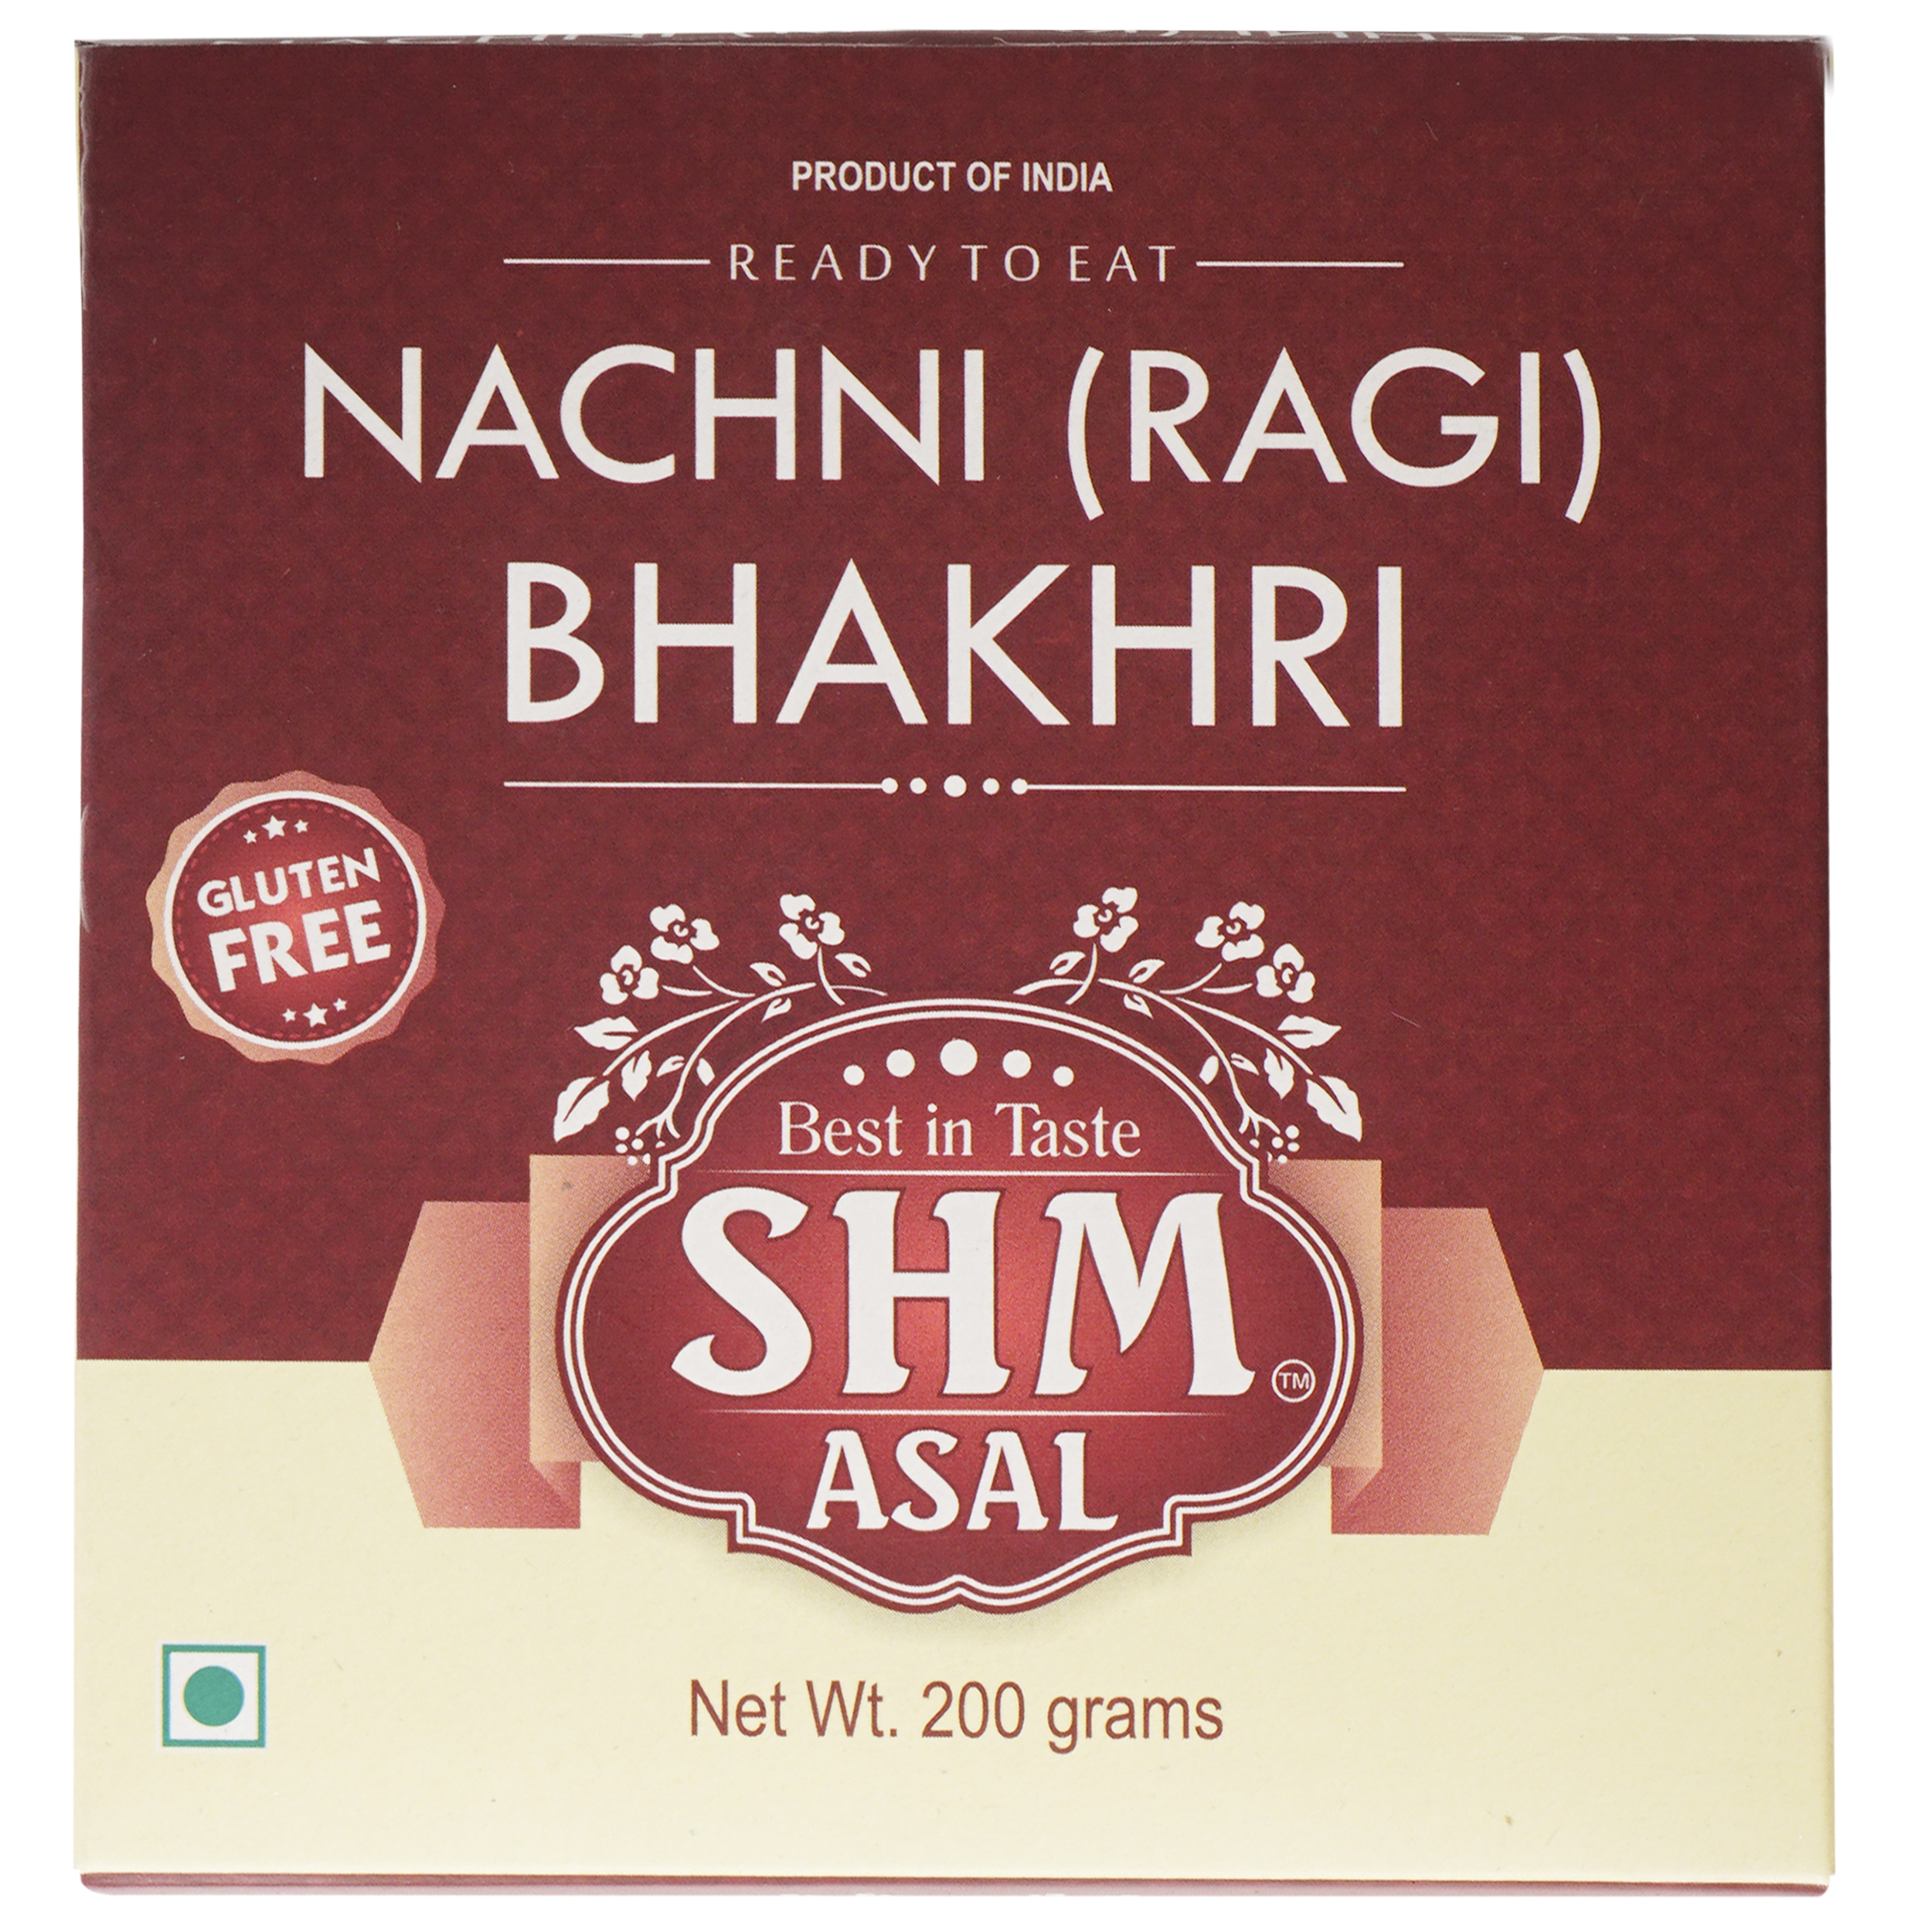 PRODUCT OF INDIA
READY TO EAT
NACHNI (RAGI)
BHAKHRI
GLUTEN
FREE
Best in Taste
SHM
TM
ASAL
Net Wt. 200 grams